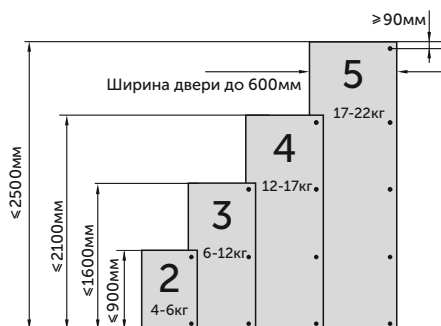 ≥90мм
Ширина двери до 600мм
5
17-22кг
4
12-17кг
3
6-12кг
2
4-6кг
≤2500мм
≤2100мм
≤1600мм
≤900мм